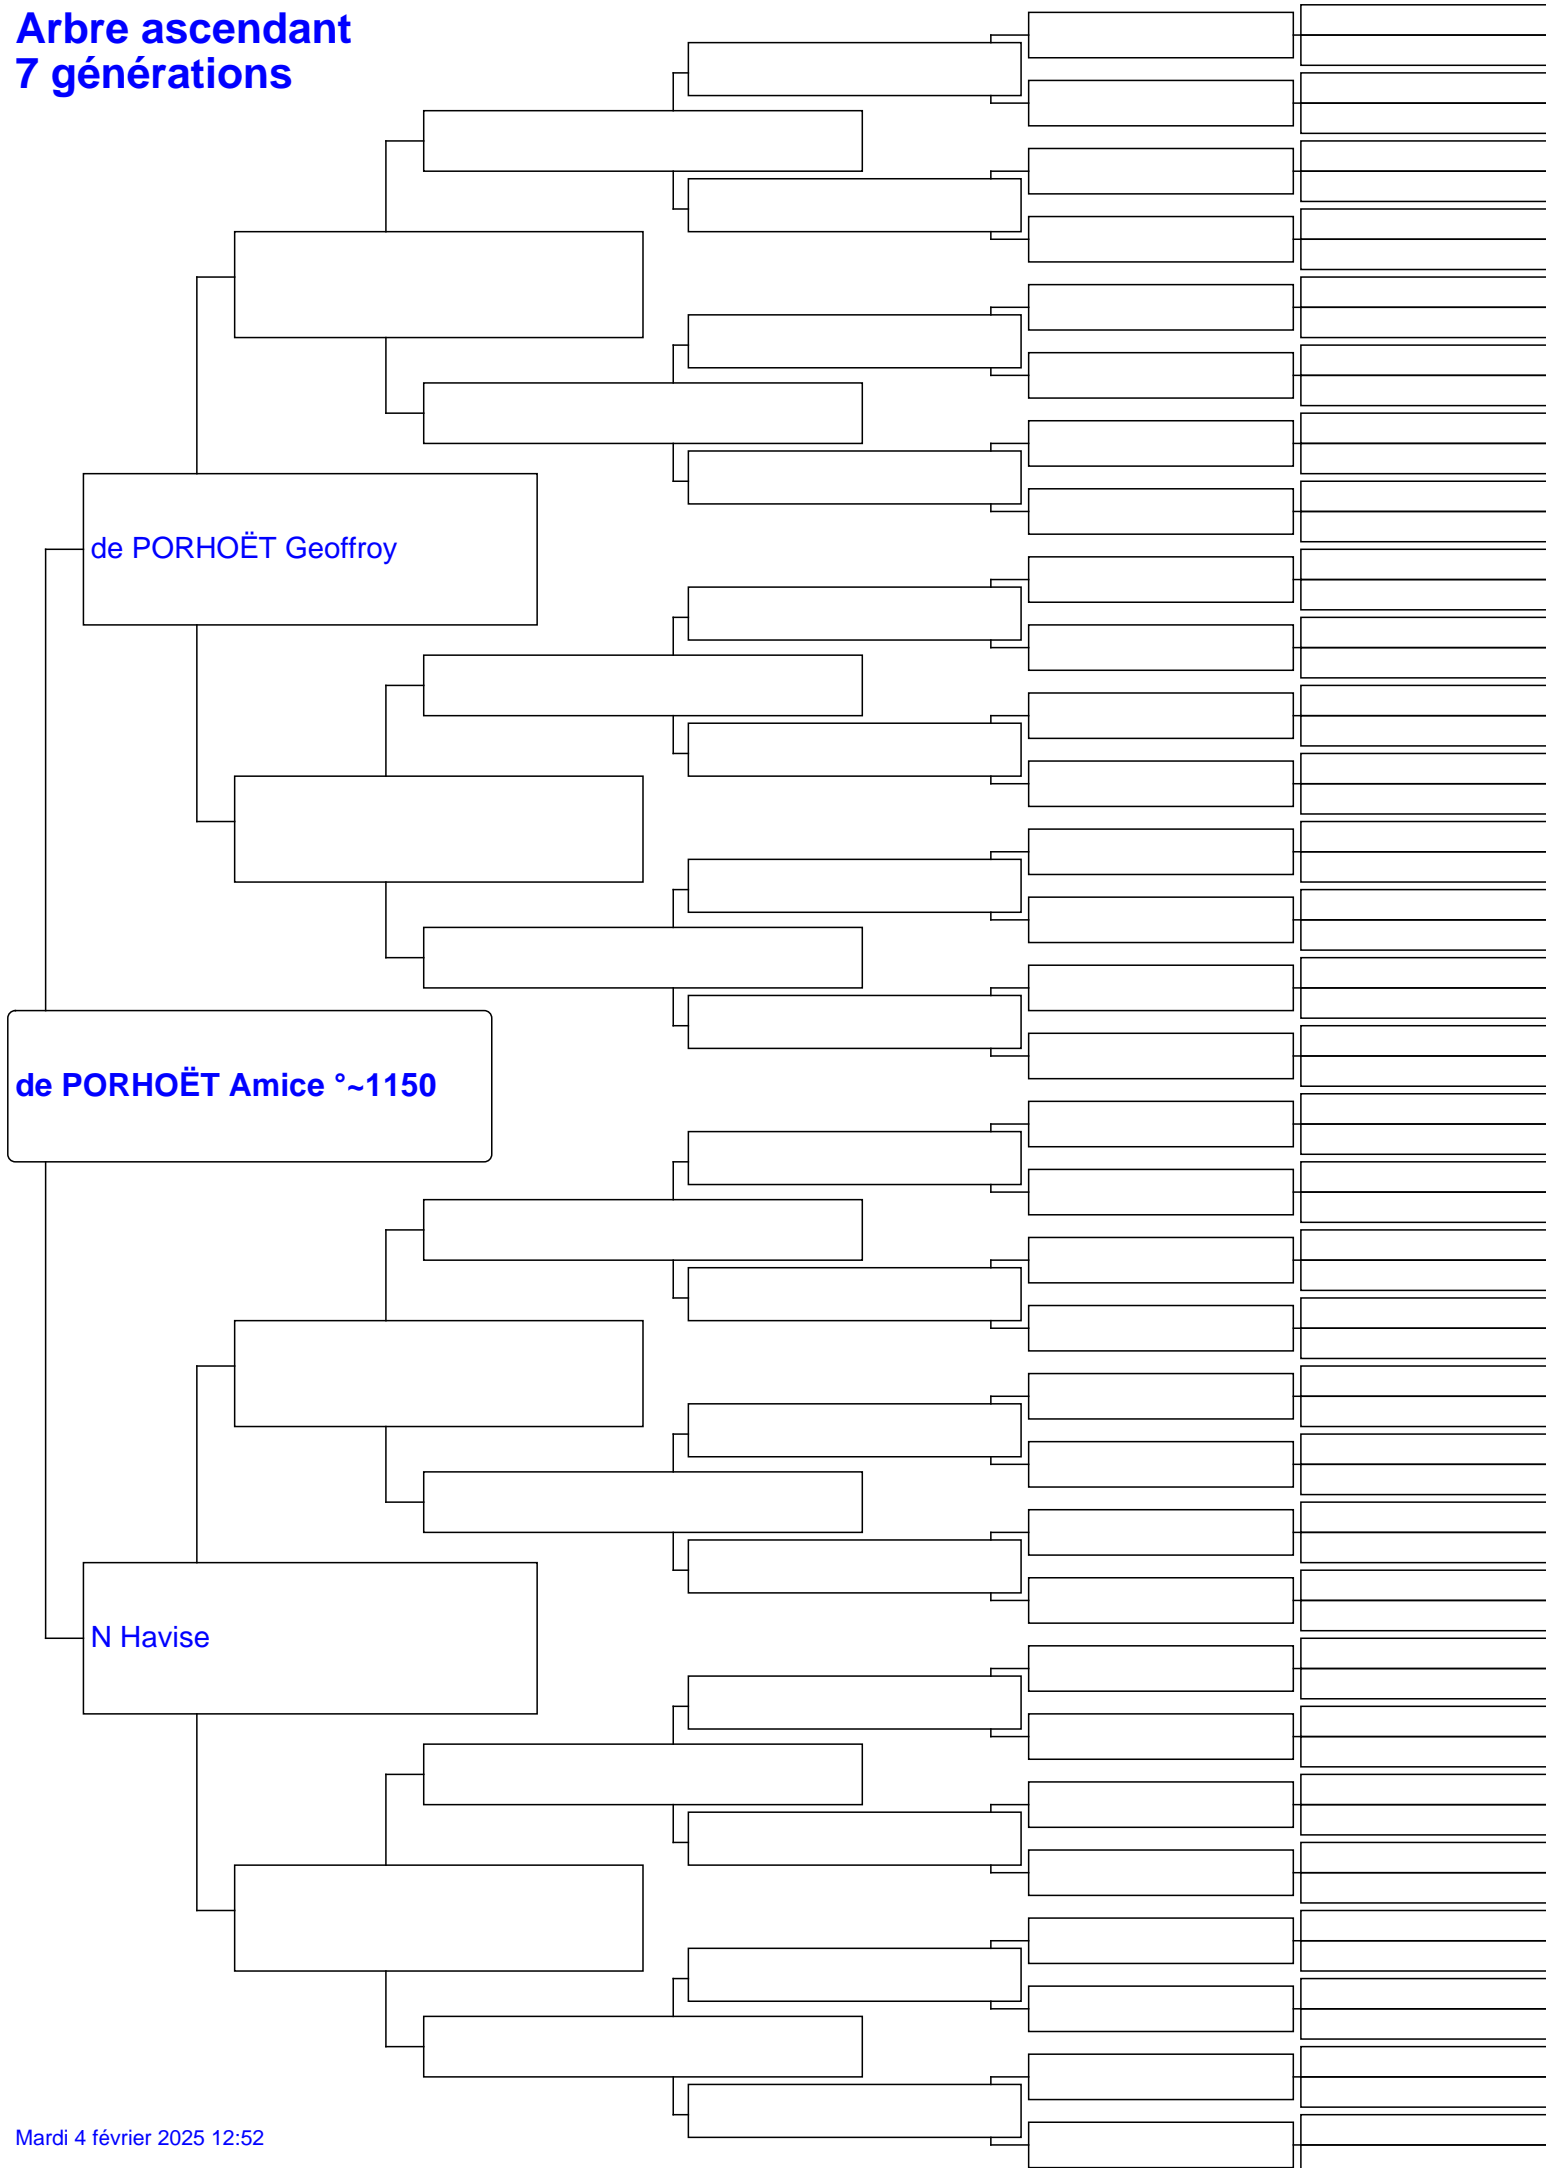 Arbre ascendant
7 générations
de PORHOËT Geoffroy
de PORHOËT Amice °~1150
N Havise
Mardi 4 février 2025 12:52